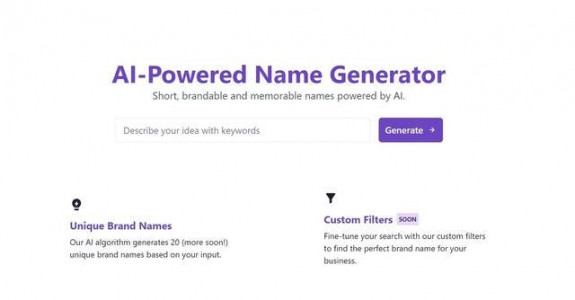 AI-Powered Name Generator
Short, brandable and memorable names powered by AI.
Describe your idea with keywords
Generate →
Unique Brand Names
Our AI algorithm generates 20 (more soon!)
unique brand names based on your input.
Custom Filters SOON
Fine-tune your search with our custom filters
to find the perfect brand name for your
business.